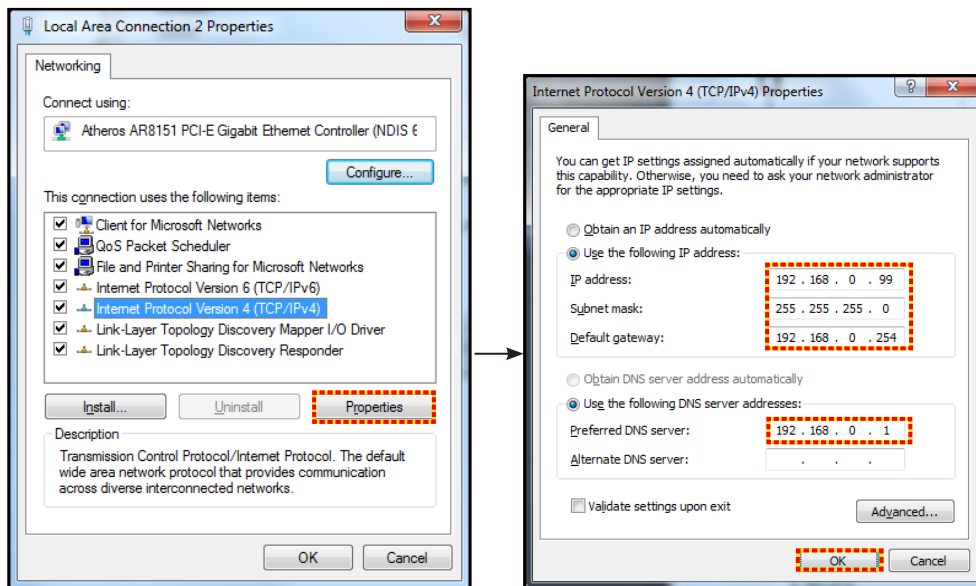 Local Area Connection 2 Properties
Networking
Connect using:
Atheros AR8151 PCI-E Gigabit Ethernet Controller (NDIS 6
Configure...
This connection uses the following items:
Client for Microsoft Networks
QoS Packet Scheduler
File and Printer Sharing for Microsoft Networks
Internet Protocol Version 6 (TCP/IPv6)
Internet Protocol Version 4 (TCP/IPv4)
Link-Layer Topology Discovery Mapper I/O Driver
Link-Layer Topology Discovery Responder
Install...
Uninstall
Properties
Description
Transmission Control Protocol/Internet Protocol. The default
wide area network protocol that provides communication
across diverse interconnected networks.
OK
Cancel
Internet Protocol Version 4 (TCP/IPv4) Properties
?
General
You can get IP settings assigned automatically if your network supports
this capability. Otherwise, you need to ask your network administrator
for the appropriate IP settings.
Obtain an IP address automatically
Use the following IP address:
IP address: 192 . 168 . 0 . 99
Subnet mask: 255 . 255 . 255 . 0
Default gateway: 192 . 168 . 0 . 254
Obtain DNS server address automatically
Use the following DNS server addresses:
Preferred DNS server: 192 . 168 . 0 . 1
Alternate DNS server: . . .
Validate settings upon exit
Advanced...
OK
Cancel